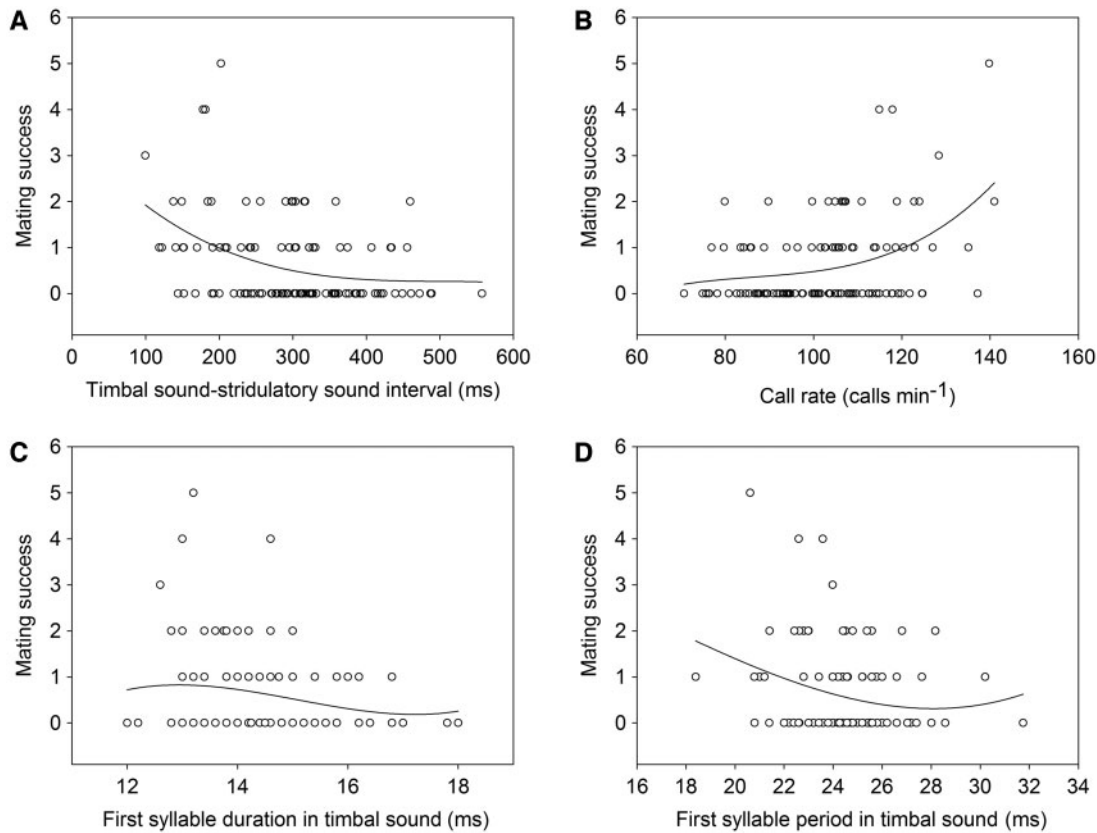 A
B
6
5
4
3
2
1
0
Mating success
0 100 200 300 400 500 600
Timbal sound-stridulatory sound interval (ms)
6
5
4
3
2
1
0
Mating success
60 80 100 120 140 160
Call rate (calls min⁻¹)
C
D
6
5
4
3
2
1
0
Mating success
12 14 16 18
First syllable duration in timbal sound (ms)
6
5
4
3
2
1
0
Mating success
16 18 20 22 24 26 28 30 32 34
First syllable period in timbal sound (ms)